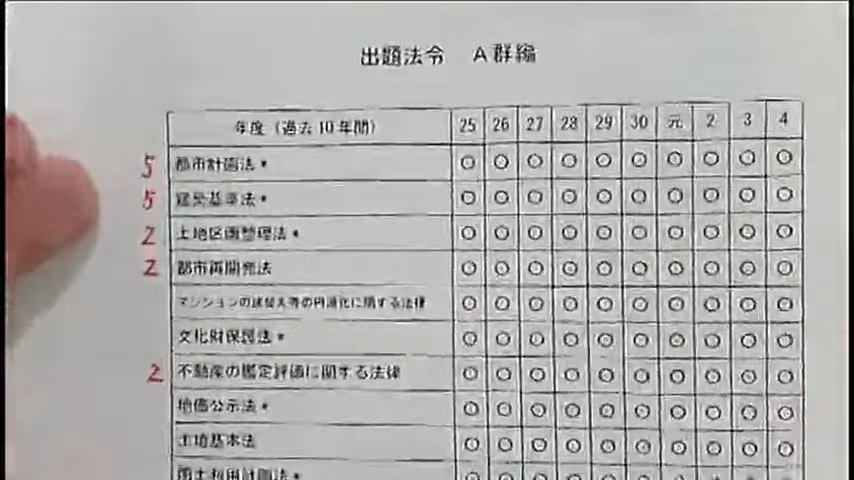 出題法令 A群編
年度(過去10年間) 25 26 27 28 29 30 元 2 3 4
5 都市計画法* ○ ○ ○ ○ ○ ○ ○ ○ ○ ○
5 建築基準法* ○ ○ ○ ○ ○ ○ ○ ○ ○ ○
2 土地区画整理法* ○ ○ ○ ○ ○ ○ ○ ○ ○ ○
2 都市再開発法 ○ ○ ○ ○ ○ ○ ○ ○ ○ ○
マンションの建替え等の円滑化に関する法律 ○ ○ ○ ○ ○ ○ ○ ○ ○ ○
文化財保護法* ○ ○ ○ ○ ○ ○ ○ ○ ○ ○
2 不動産の鑑定評価に関する法律 ○ ○ ○ ○ ○ ○ ○ ○ ○ ○
地価公示法* ○ ○ ○ ○ ○ ○ ○ ○ ○ ○
土地基本法 ○ ○ ○ ○ ○ ○ ○ ○ ○ ○
国土利用計画法*